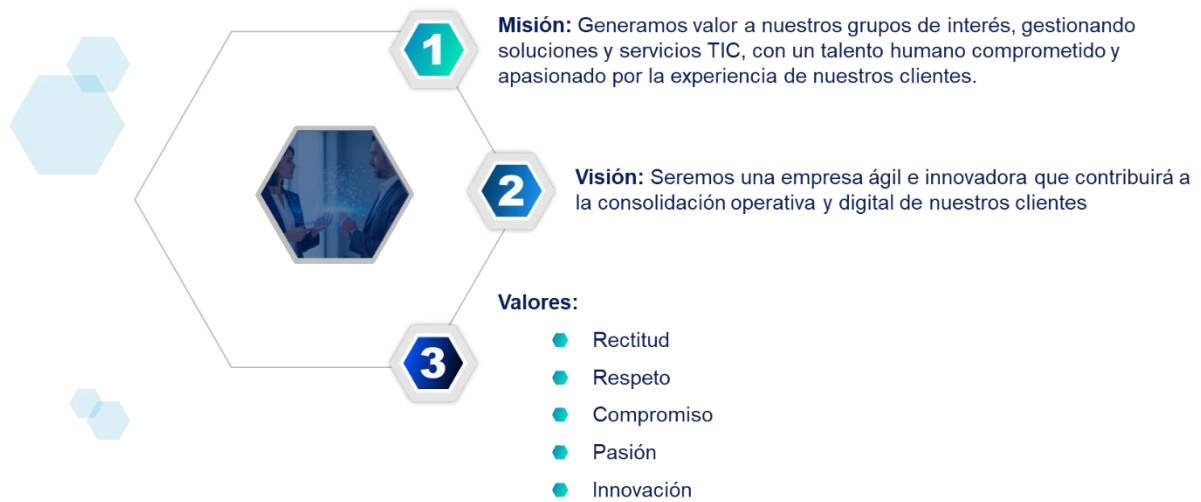 1
Misión: Generamos valor a nuestros grupos de interés, gestionando
soluciones y servicios TIC, con un talento humano comprometido y
apasionado por la experiencia de nuestros clientes.
2
Visión: Seremos una empresa ágil e innovadora que contribuirá a
la consolidación operativa y digital de nuestros clientes
3
Valores:
Rectitud
Respeto
Compromiso
Pasión
Innovación